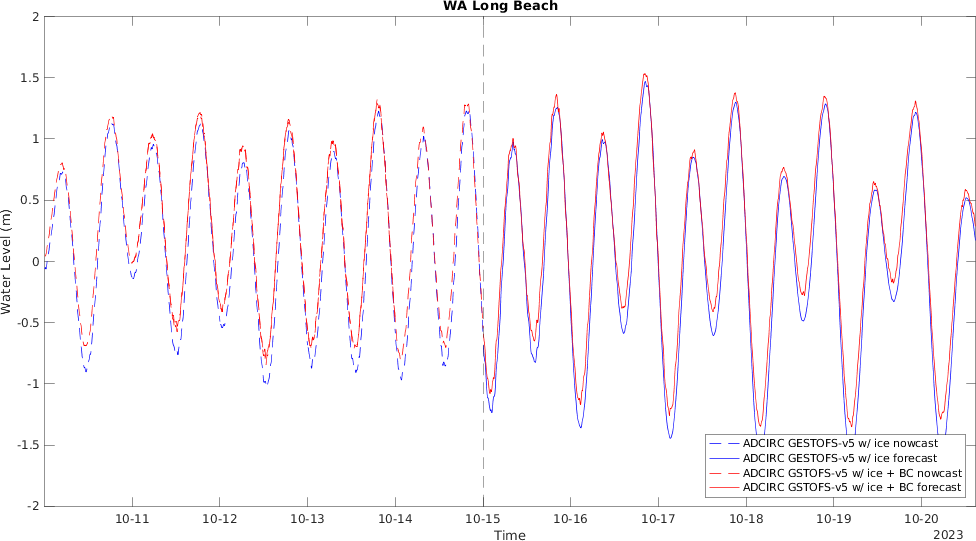 WA Long Beach
2
1.5
1
0.5
0
-0.5
-1
-1.5
-2
Water Level (m)
ADCIRC GESTOFS-v5 w/ ice nowcast
ADCIRC GESTOFS-v5 w/ ice forecast
ADCIRC GSTOFS-v5 w/ ice + BC nowcast
ADCIRC GSTOFS-v5 w/ ice + BC forecast
10-11 10-12 10-13 10-14 10-15 10-16 10-17 10-18 10-19 10-20
Time
2023